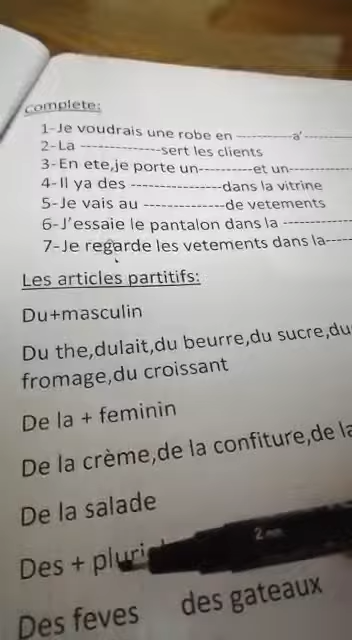 complete:
1-Je voudrais une robe en -----------a'---------
2-La ---------------sert les clients
3-En ete,je porte un----------et un------------
4-Il ya des -----------------dans la vitrine
5-Je vais au ---------------de vetements
6-J'essaie le pantalon dans la -------------
7-Je regarde les vetements dans la-----
Les articles partitifs:
Du+masculin
Du the,dulait,du beurre,du sucre,du
fromage,du croissant
De la + feminin
De la crème,de la confiture,de la
De la salade
Des + pluri
Des feves des gateaux
2